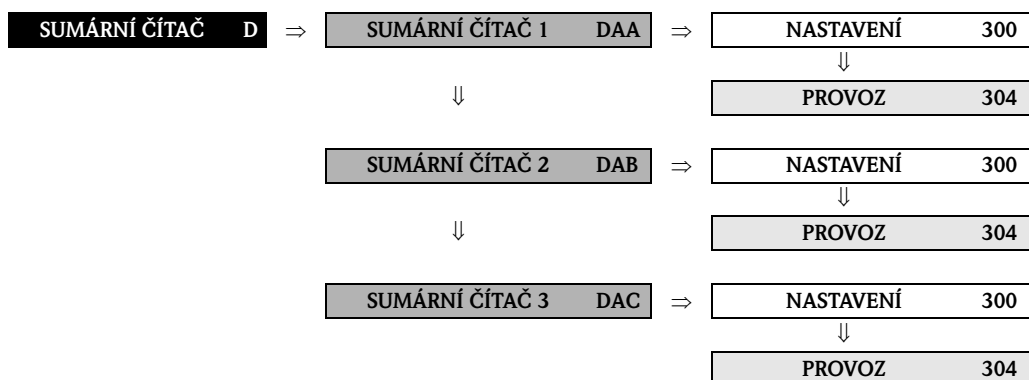 SUMÁRNÍ ČÍTAČ D ⇒ SUMÁRNÍ ČÍTAČ 1 DAA ⇒ NASTAVENÍ 300
⇓
⇓ PROVOZ 304
SUMÁRNÍ ČÍTAČ 2 DAB ⇒ NASTAVENÍ 300
⇓
⇓ PROVOZ 304
SUMÁRNÍ ČÍTAČ 3 DAC ⇒ NASTAVENÍ 300
⇓
PROVOZ 304